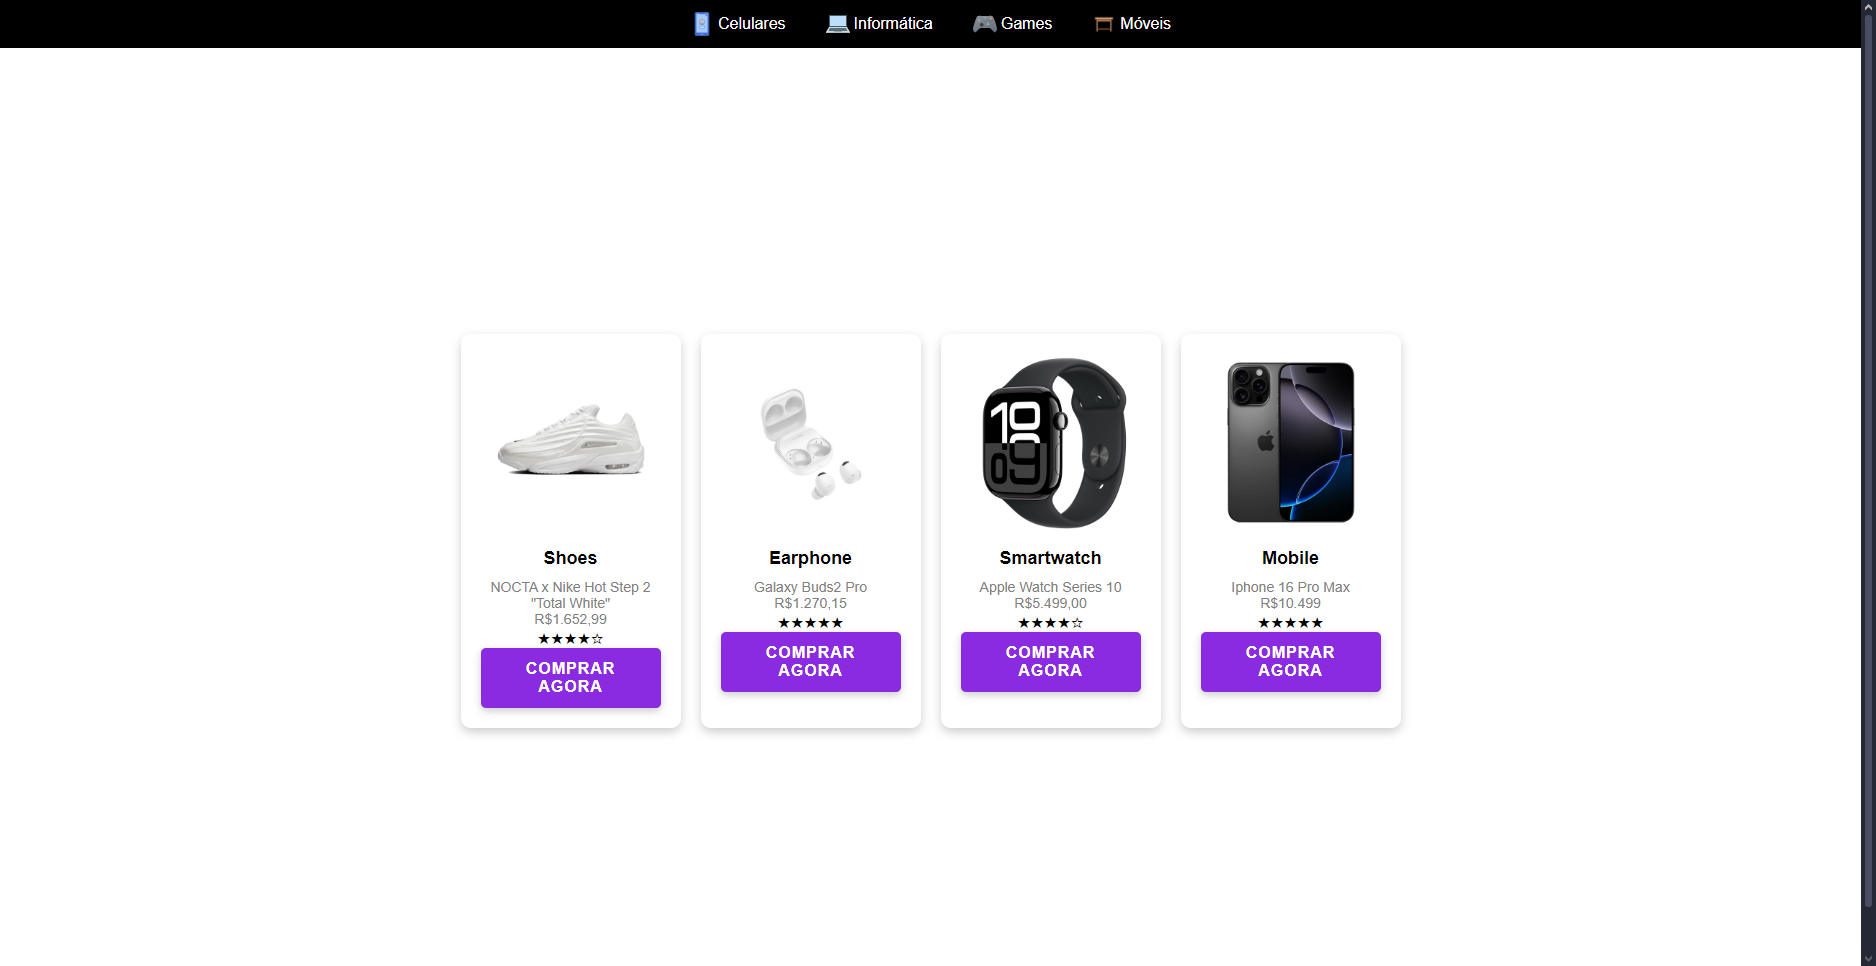 Celulares Informática Games Móveis
10
09
Shoes
NOCTA x Nike Hot Step 2
"Total White"
R$1.652,99
★★★★☆
COMPRAR
AGORA
Earphone
Galaxy Buds2 Pro
R$1.270,15
★★★★★
COMPRAR
AGORA
Smartwatch
Apple Watch Series 10
R$5.499,00
★★★★☆
COMPRAR
AGORA
Mobile
Iphone 16 Pro Max
R$10.499
★★★★★
COMPRAR
AGORA